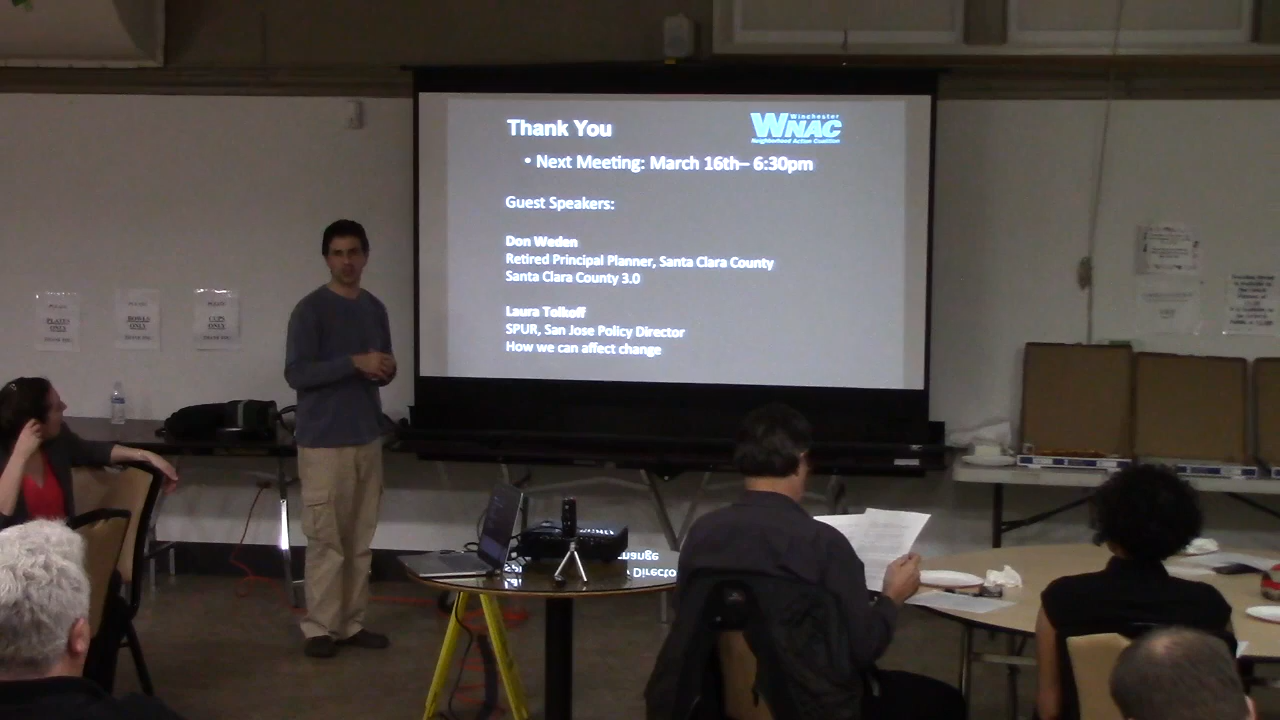 Thank You
Winchester
WNAC
Neighborhood Action Coalition
• Next Meeting: March 16th– 6:30pm
Guest Speakers:
Don Weden
Retired Principal Planner, Santa Clara County
Santa Clara County 3.0
Laura Tolkoff
SPUR, San Jose Policy Director
How we can affect change
PLATES
ONLY
BOWLS
ONLY
CUPS
ONLY